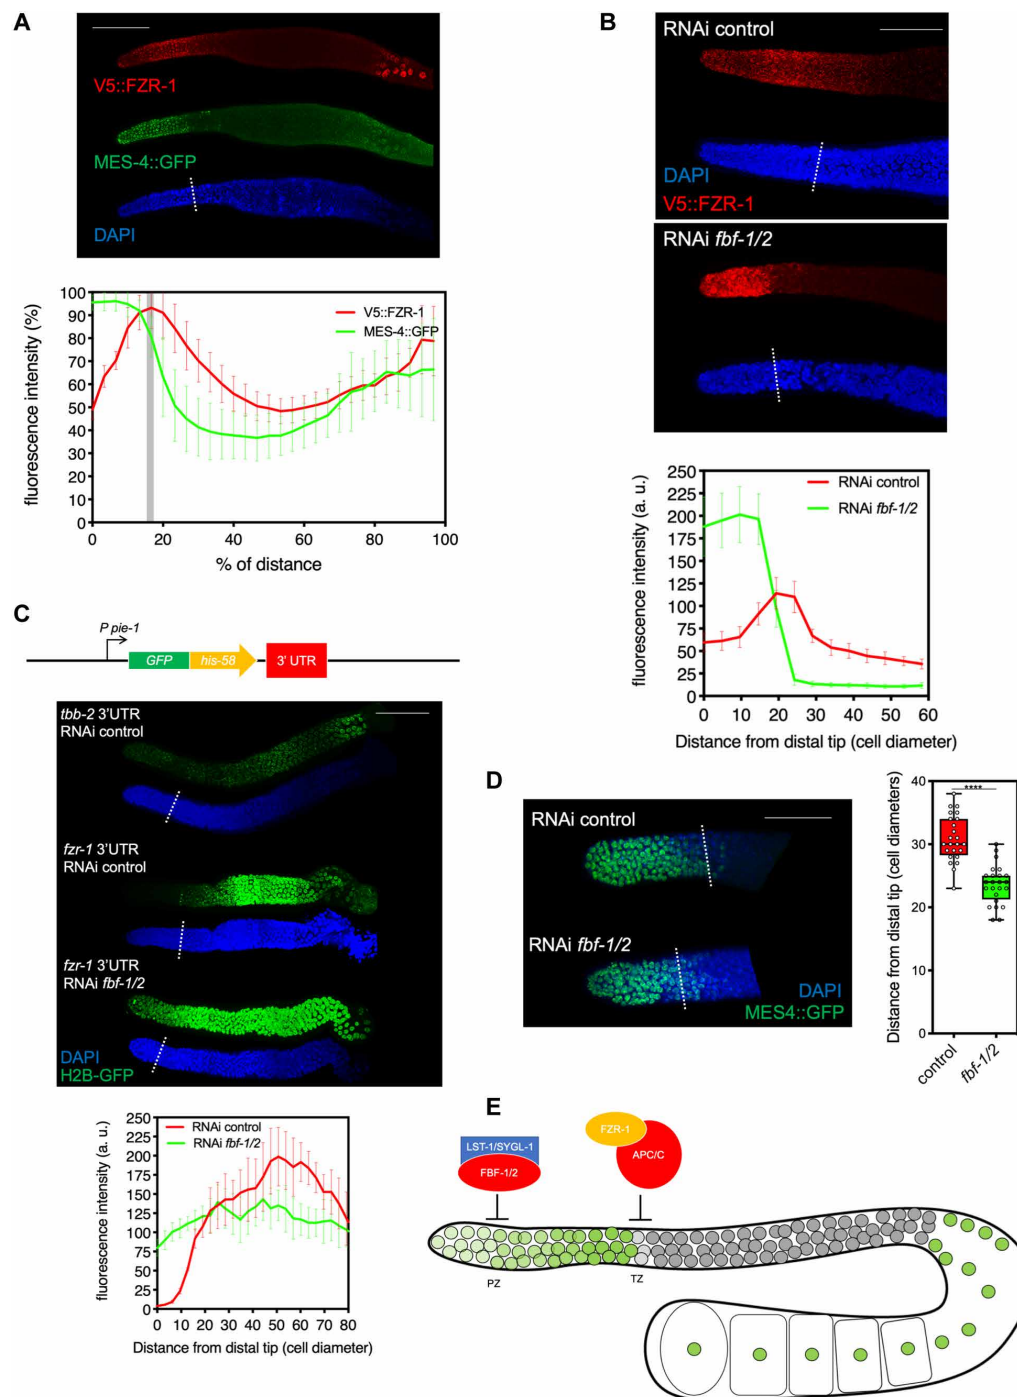 A
V5::FZR-1
MES-4::GFP
DAPI
fluorescence intensity (%)
100
90
80
70
60
50
40
30
20
10
0
V5::FZR-1
MES-4::GFP
0 20 40 60 80 100
% of distance
B
RNAi control
DAPI
V5::FZR-1
RNAi fbf-1/2
fluorescence intensity (a. u.)
250
225
200
175
150
125
100
75
50
25
0
RNAi control
RNAi fbf-1/2
0 10 20 30 40 50 60
Distance from distal tip (cell diameter)
C
P pie-1
GFP his-58 3' UTR
tbb-2 3'UTR
RNAi control
fzr-1 3'UTR
RNAi control
fzr-1 3'UTR
RNAi fbf-1/2
DAPI
H2B-GFP
fluorescence intensity (a. u.)
250
225
200
175
150
125
100
75
50
25
0
RNAi control
RNAi fbf-1/2
0 10 20 30 40 50 60 70 80
Distance from distal tip (cell diameter)
D
RNAi control
RNAi fbf-1/2
DAPI
MES4::GFP
Distance from distal tip (cell diameters)
40
30
20
10
0
****
control
fbf-1/2
E
LST-1/SYGL-1
FBF-1/2
FZR-1
APC/C
PZ
TZ